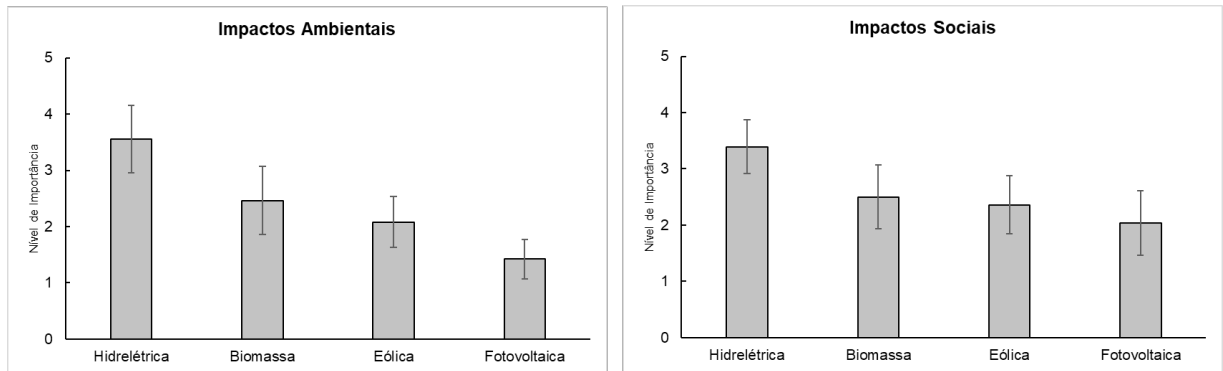 Impactos Ambientais
Nível de Importância
5
4
3
2
1
0
Hidrelétrica
Biomassa
Eólica
Fotovoltaica
Impactos Sociais
Nível de Importância
5
4
3
2
1
0
Hidrelétrica
Biomassa
Eólica
Fotovoltaica